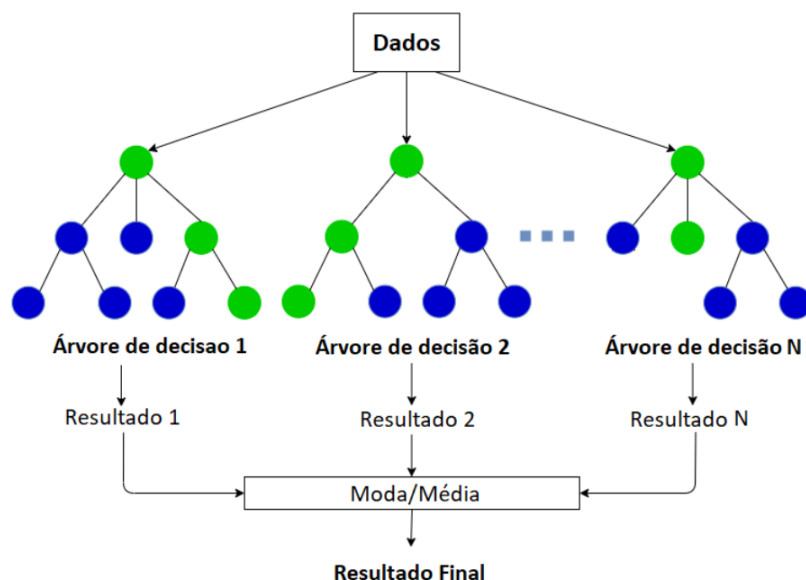 Dados
Árvore de decisao 1
Árvore de decisão 2
Árvore de decisão N
Resultado 1
Resultado 2
Resultado N
Moda/Média
Resultado Final